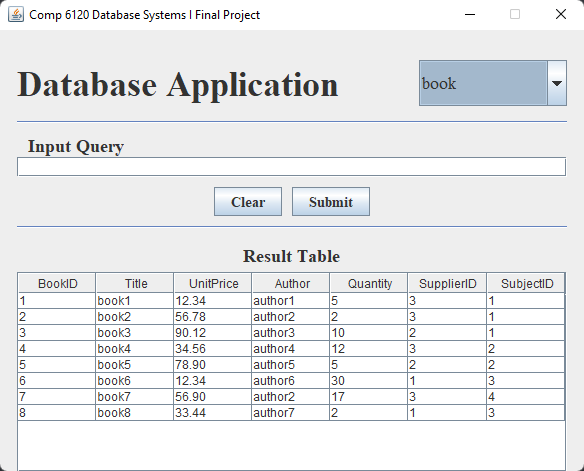 Comp 6120 Database Systems I Final Project
Database Application
book
Input Query
Clear Submit
Result Table
BookID Title UnitPrice Author Quantity SupplierID SubjectID
1 book1 12.34 author1 5 3 1
2 book2 56.78 author2 2 3 1
3 book3 90.12 author3 10 2 1
4 book4 34.56 author4 12 3 2
5 book5 78.90 author5 5 2 2
6 book6 12.34 author6 30 1 3
7 book7 56.90 author2 17 3 4
8 book8 33.44 author7 2 1 3